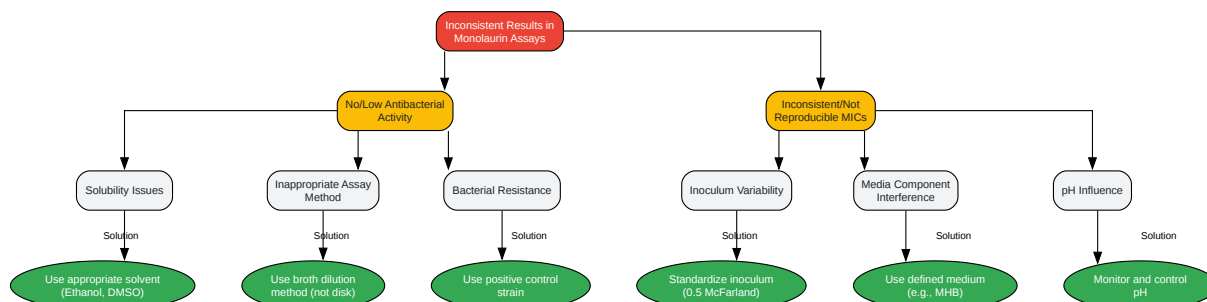 Inconsistent Results in
Monolaurin Assays
No/Low Antibacterial
Activity
Inconsistent/Not
Reproducible MICs
Solubility Issues
Inappropriate Assay
Method
Bacterial Resistance
Inoculum Variability
Media Component
Interference
pH Influence
Solution
Solution
Solution
Solution
Solution
Solution
Use appropriate solvent
(Ethanol, DMSO)
Use broth dilution
method (not disk)
Use positive control
strain
Standardize inoculum
(0.5 McFarland)
Use defined medium
(e.g., MHB)
Monitor and control
pH